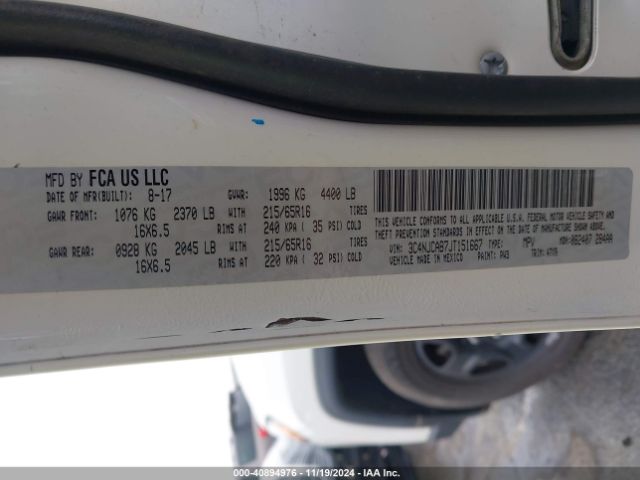 MFD BY FCA US LLC
DATE OF MFR(BUILT): 8-17 GVWR: 1996 KG 4400 LB
GAWR FRONT: 1076 KG 2370 LB WITH 215/65R16 TIRES
16X6.5 RIMS AT 240 KPA ( 35 PSI) COLD
GAWR REAR: 0928 KG 2045 LB WITH 215/65R16 TIRES
16X6.5 RIMS AT 220 KPA ( 32 PSI) COLD
THIS VEHICLE CONFORMS TO ALL APPLICABLE U.S.A. FEDERAL MOTOR VEHICLE SAFETY AND
THEFT PREVENTION STANDARDS IN EFFECT ON THE DATE OF MANUFACTURE SHOWN ABOVE.
VIN: 3C4NJCAB7JT151667 TYPE: MPV MDH: 082407 284AA
VEHICLE MADE IN MEXICO PAINT: PW3 TRIM:
000-40894976 - 11/19/2024 - IAA Inc.